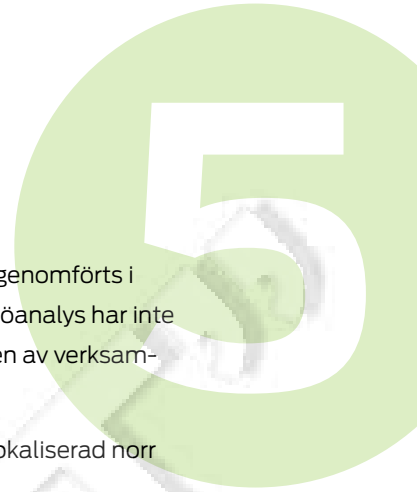 5
genomförts i
öanalys har inte
en av verksam-
okaliserad norr